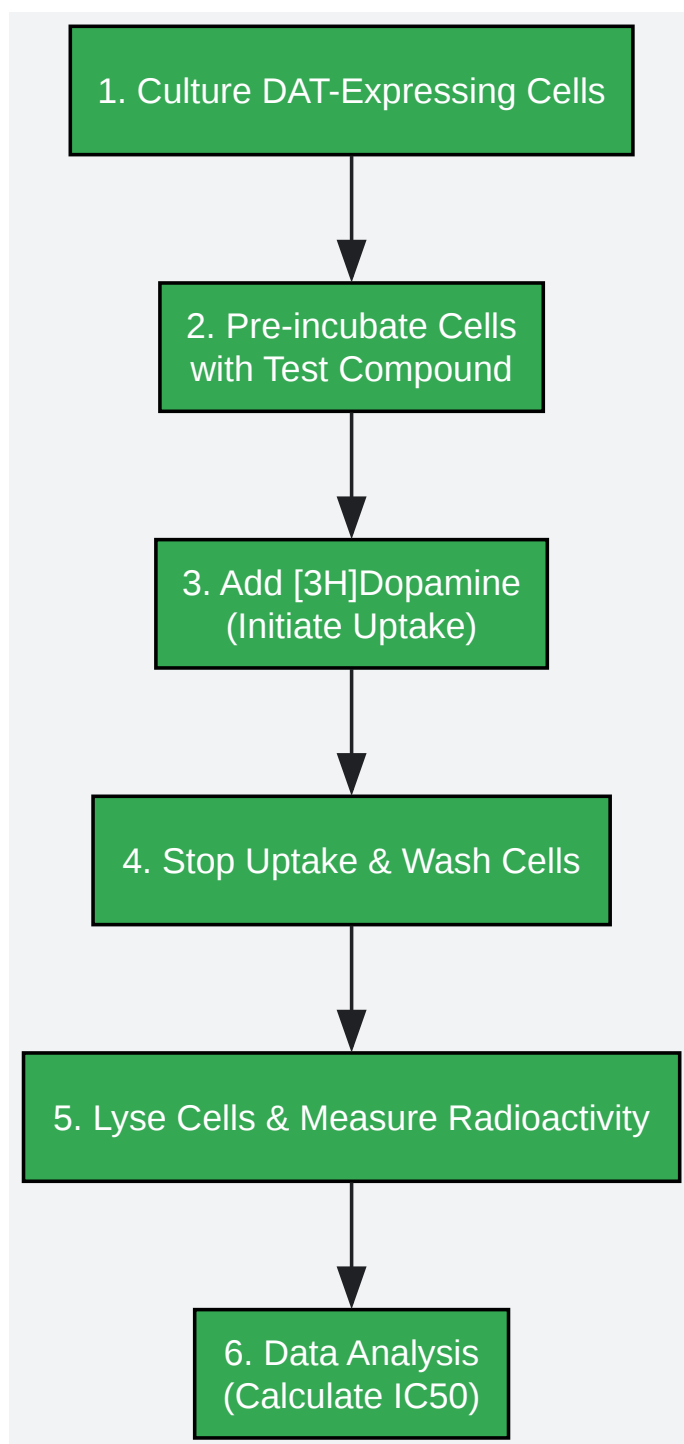 1. Culture DAT-Expressing Cells
2. Pre-incubate Cells
with Test Compound
3. Add [3H]Dopamine
(Initiate Uptake)
4. Stop Uptake & Wash Cells
5. Lyse Cells & Measure Radioactivity
6. Data Analysis
(Calculate IC50)